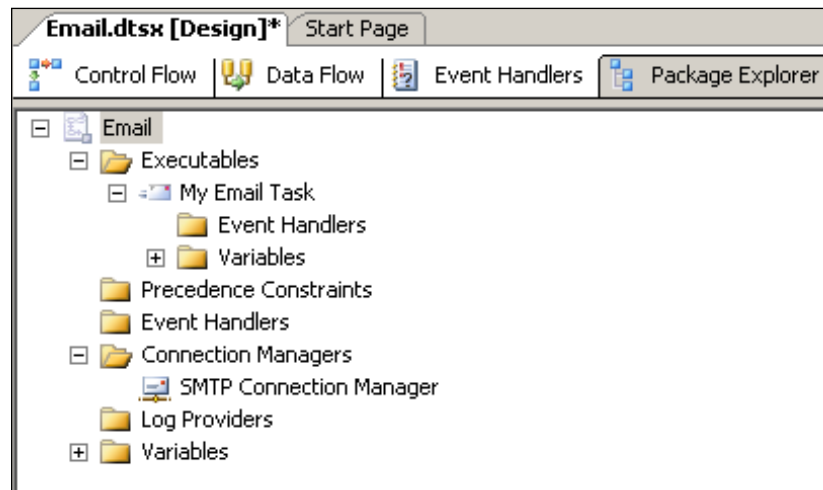 Email.dtsx [Design]* Start Page
Control Flow Data Flow Event Handlers Package Explorer
Email
Executables
My Email Task
Event Handlers
Variables
Precedence Constraints
Event Handlers
Connection Managers
SMTP Connection Manager
Log Providers
Variables